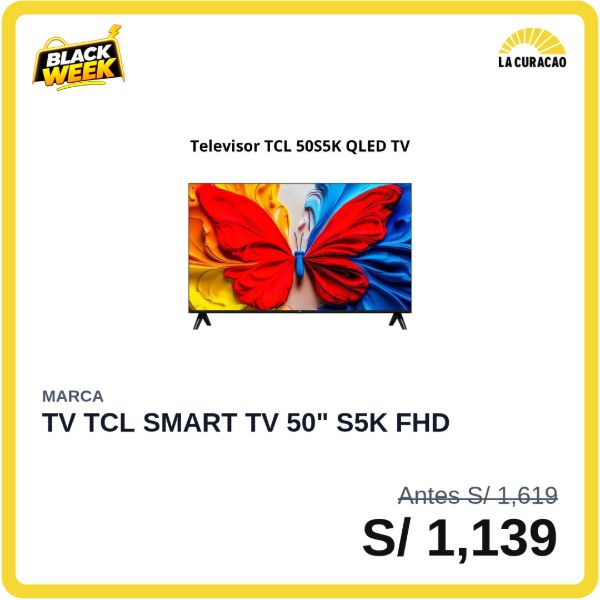 BLACK
WEEK
LA CURACAO
Televisor TCL 50S5K QLED TV
MARCA
TV TCL SMART TV 50" S5K FHD
Antes S/ 1,619
S/ 1,139